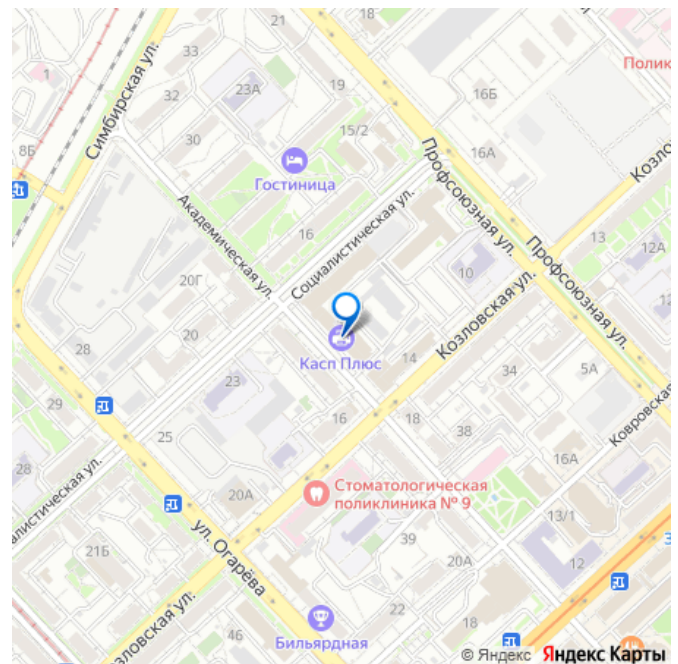 21
33
19
1
Симбирская ул.
32
23А
Полик
16Б
15/2
30
8Б
16А
Козло
Гостиница
Профсоюзная ул.
Академическая ул.
Социалистическая ул.
16
13
Профсоюзная ул.
12А
10
20Г
12
Козловская ул.
20
28
Касп Плюс
14
34
5А
23
29
Ковровская
16
18
38
25
16А
28
алистическая ул.
Стоматологическая
поликлиника № 9
20А
13/1
ул. Огарёва
39
21Б
20А
12
22
18
16
зловская ул.
46
Бильярдная
© Яндекс Яндекс Карты